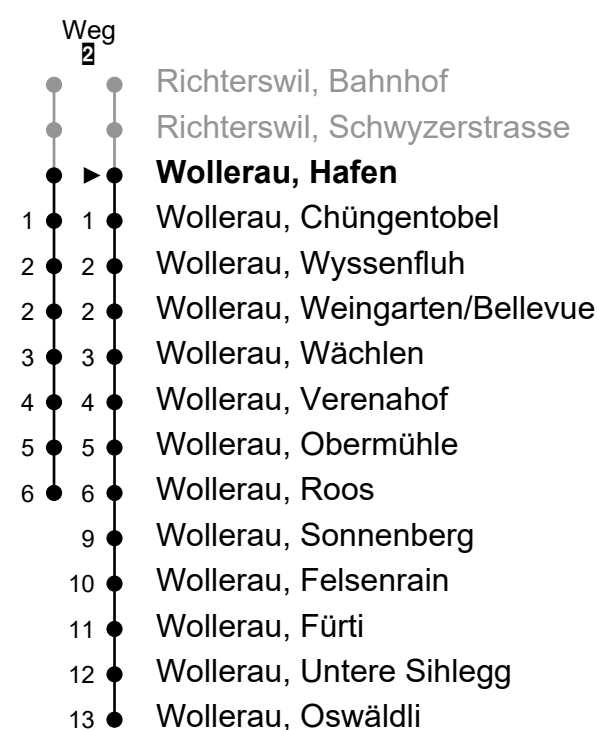 Weg
2
Richterswil, Bahnhof
Richterswil, Schwyzerstrasse
Wollerau, Hafen
1 1 Wollerau, Chüngentobel
2 2 Wollerau, Wyssenfluh
2 2 Wollerau, Weingarten/Bellevue
3 3 Wollerau, Wächlen
4 4 Wollerau, Verenahof
5 5 Wollerau, Obermühle
6 6 Wollerau, Roos
9 Wollerau, Sonnenberg
10 Wollerau, Felsenrain
11 Wollerau, Fürti
12 Wollerau, Untere Sihlegg
13 Wollerau, Oswäldli